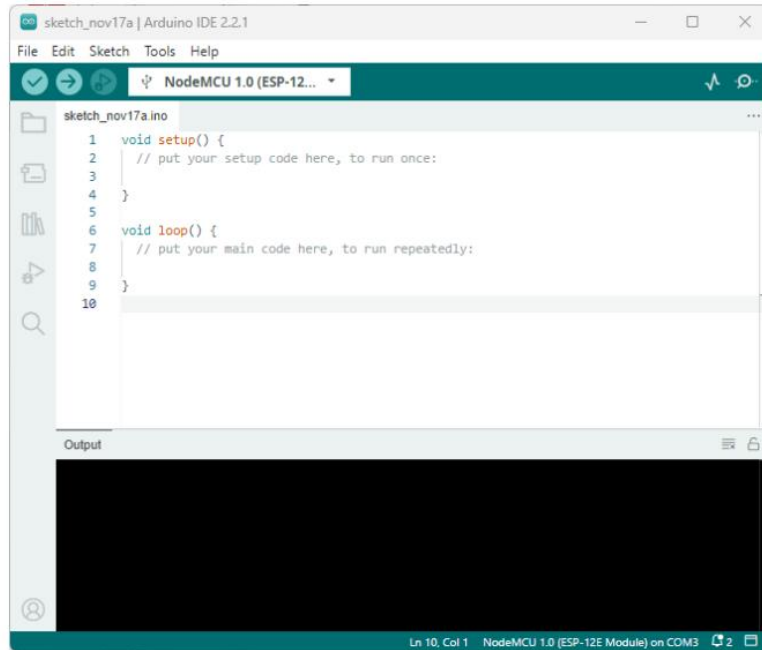 sketch_nov17a | Arduino IDE 2.2.1
File Edit Sketch Tools Help
NodeMCU 1.0 (ESP-12...
sketch_nov17a.ino
1 void setup() {
2 // put your setup code here, to run once:
3
4 }
5
6 void loop() {
7 // put your main code here, to run repeatedly:
8
9 }
10
Output
Ln 10, Col 1 NodeMCU 1.0 (ESP-12E Module) on COM3 2